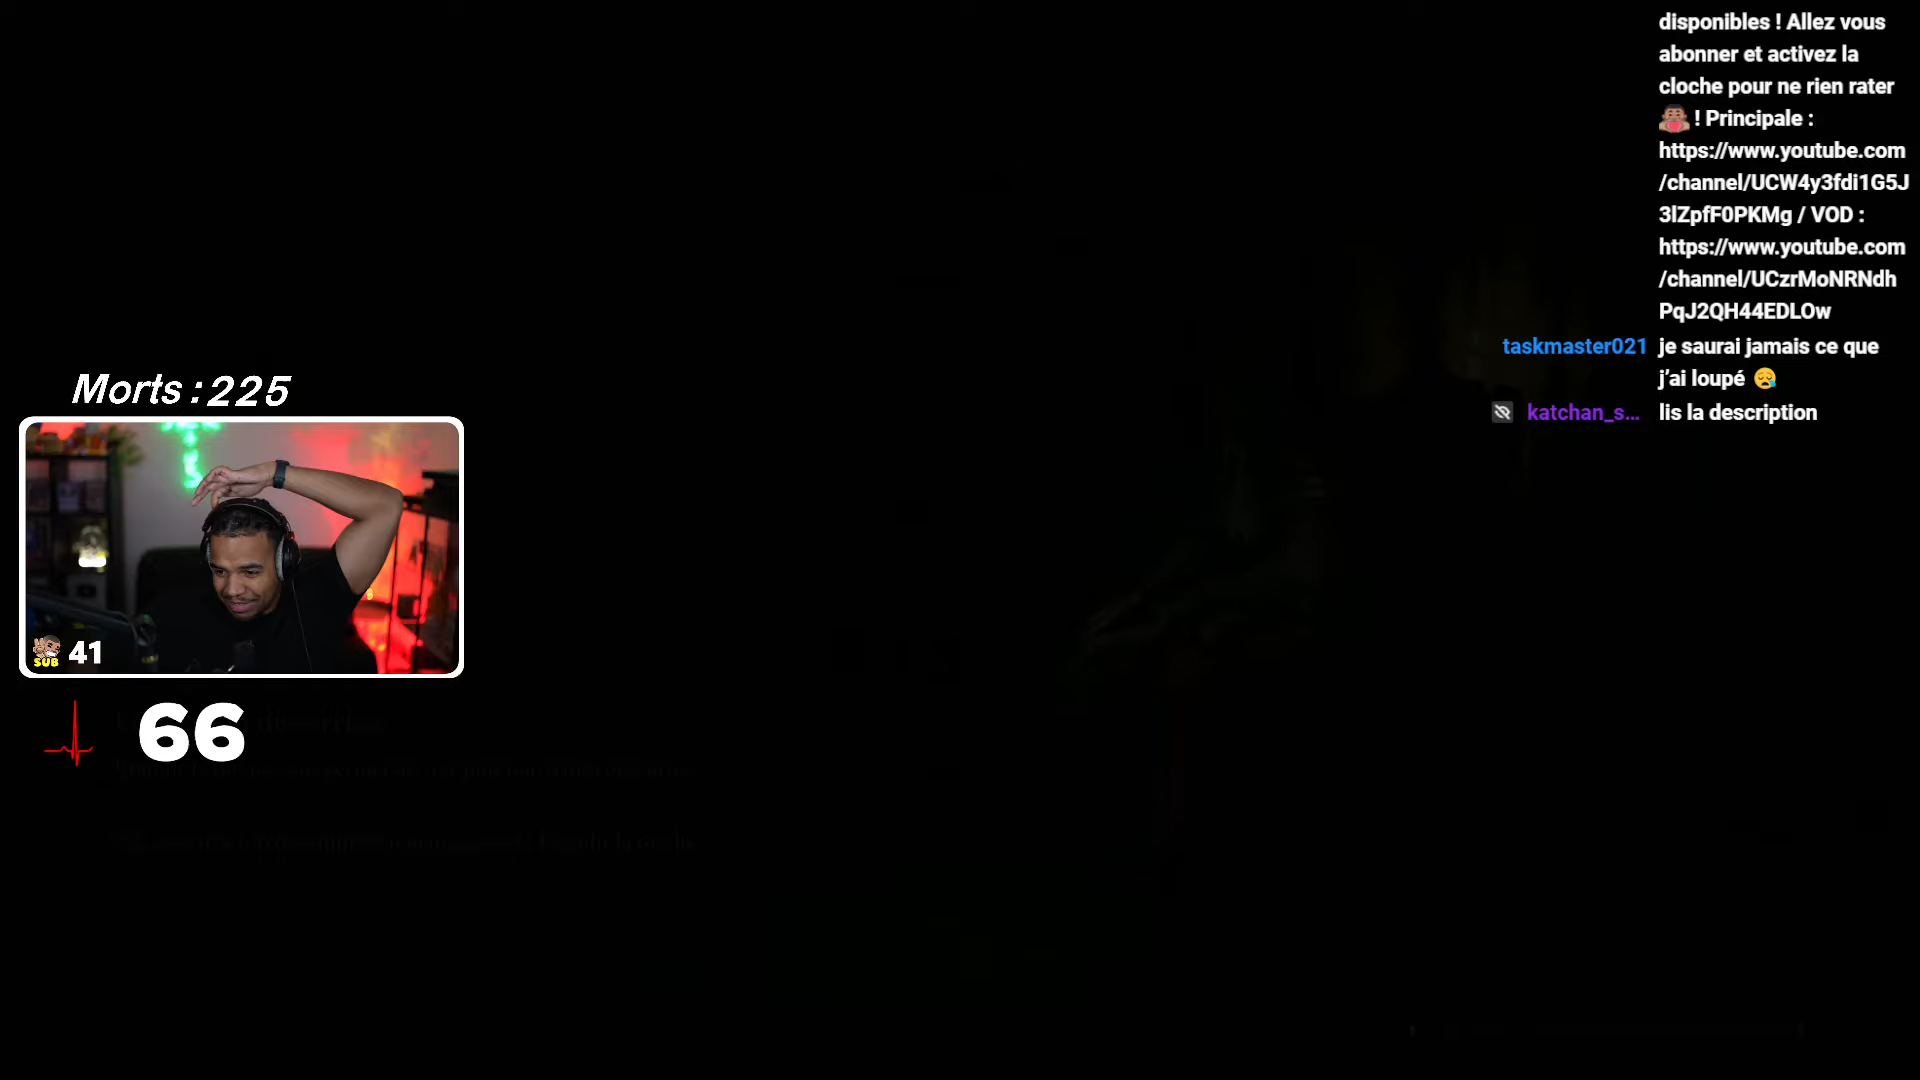 disponibles ! Allez vous
abonner et activez la
cloche pour ne rien rater
! Principale :
https://www.youtube.com
/channel/UCW4y3fdi1G5J
3lZpfF0PKMg / VOD :
https://www.youtube.com
/channel/UCzrMoNRNdh
PqJ2QH44EDLOw
taskmaster021 je saurai jamais ce que
j'ai loupé
katchan_s... lis la description
Morts : 225
SUB 41
66